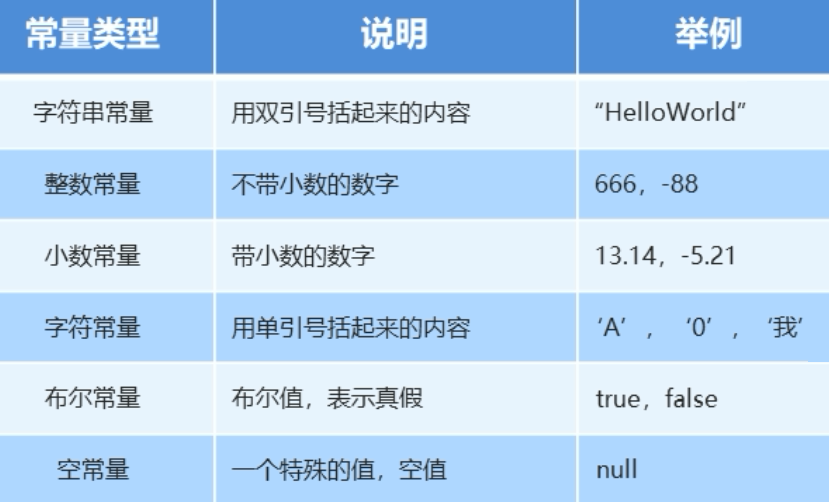 常量类型 说明 举例
字符串常量 用双引号括起来的内容 “HelloWorld”
整数常量 不带小数的数字 666，-88
小数常量 带小数的数字 13.14，-5.21
字符常量 用单引号括起来的内容 ‘A’，‘0’，‘我’
布尔常量 布尔值，表示真假 true，false
空常量 一个特殊的值，空值 null